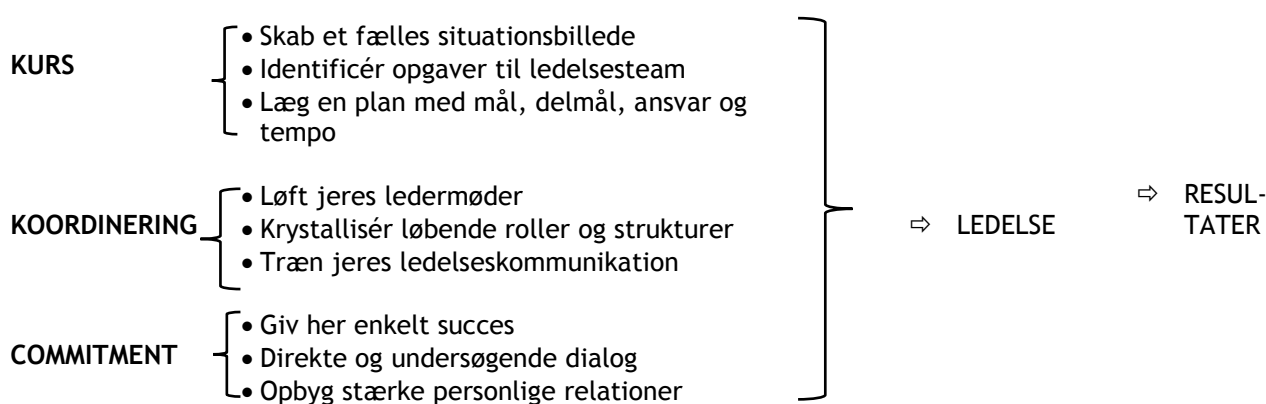 KURS
• Skab et fælles situationsbillede
• Identificér opgaver til ledelsesteam
• Læg en plan med mål, delmål, ansvar og
tempo
KOORDINERING
• Løft jeres ledermøder
• Krystallisér løbende roller og strukturer
• Træn jeres ledelseskommunikation
COMMITMENT
• Giv her enkelt succes
• Direkte og undersøgende dialog
• Opbyg stærke personlige relationer
⇨ LEDELSE
⇨ RESUL-
TATER